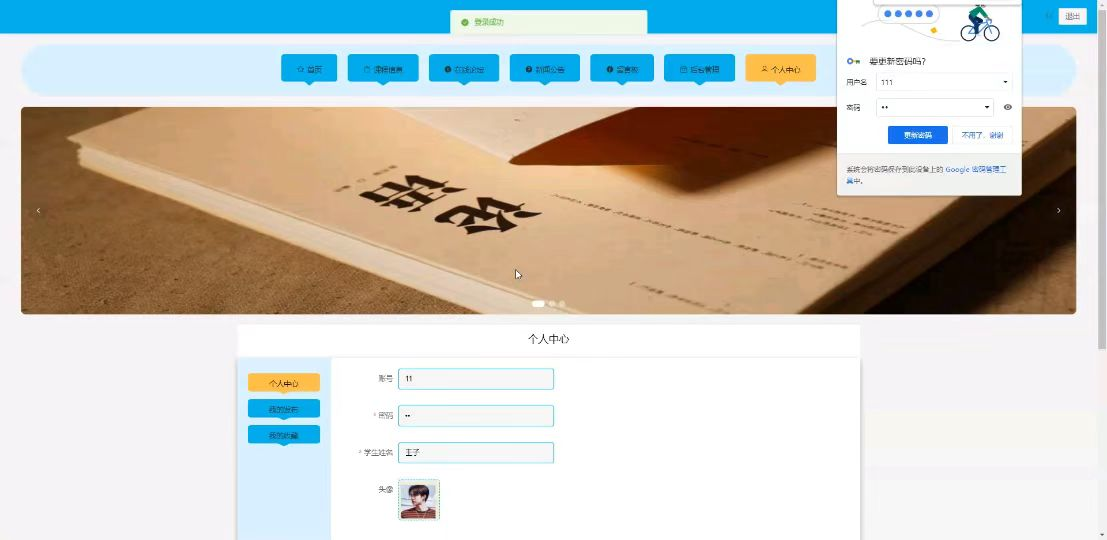 登录成功
退出
首页
课程信息
在线论坛
新闻公告
留言板
后台管理
个人中心
要更新密码吗?
用户名
111
密码
••
更新密码
不用了，谢谢
系统会将密码保存到此设备上的 Google 密码管理工
具中。
个人中心
个人中心
我的发布
我的收藏
账号
11
* 密码
••
* 学生姓名
王子
头像